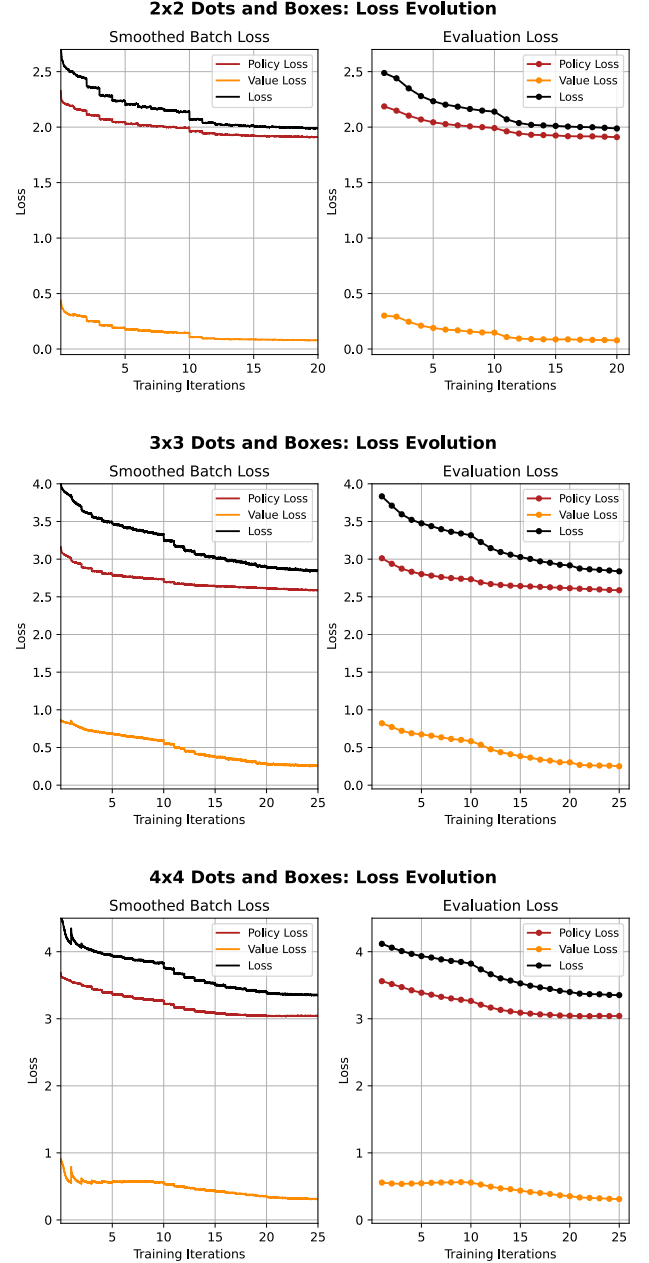 2x2 Dots and Boxes: Loss Evolution
Smoothed Batch Loss
Loss
2.5
2.0
1.5
1.0
0.5
0.0
5
10
15
20
Training Iterations
Policy Loss
Value Loss
Loss
Evaluation Loss
2.5
2.0
1.5
1.0
0.5
0.0
5
10
15
20
Training Iterations
Policy Loss
Value Loss
Loss
3x3 Dots and Boxes: Loss Evolution
Smoothed Batch Loss
Loss
4.0
3.5
3.0
2.5
2.0
1.5
1.0
0.5
0.0
5
10
15
20
25
Training Iterations
Policy Loss
Value Loss
Loss
Evaluation Loss
4.0
3.5
3.0
2.5
2.0
1.5
1.0
0.5
0.0
5
10
15
20
25
Training Iterations
Policy Loss
Value Loss
Loss
4x4 Dots and Boxes: Loss Evolution
Smoothed Batch Loss
Loss
4
3
2
1
0
5
10
15
20
25
Training Iterations
Policy Loss
Value Loss
Loss
Evaluation Loss
4
3
2
1
0
5
10
15
20
25
Training Iterations
Policy Loss
Value Loss
Loss